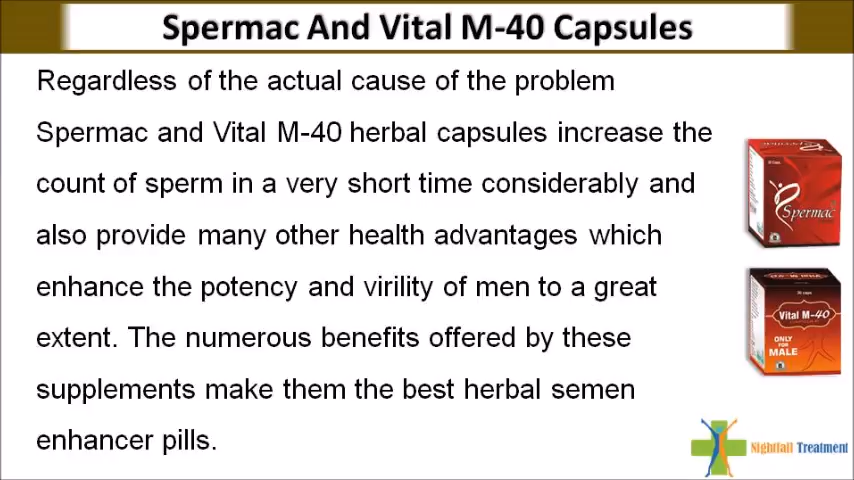 Spermac And Vital M-40 Capsules
Regardless of the actual cause of the problem
Spermac and Vital M-40 herbal capsules increase the
count of sperm in a very short time considerably and
also provide many other health advantages which
enhance the potency and virility of men to a great
extent. The numerous benefits offered by these
supplements make them the best herbal semen
enhancer pills.
Spermac
Vital M-40
ONLY
FOR
MALE
Nightfall Treatment